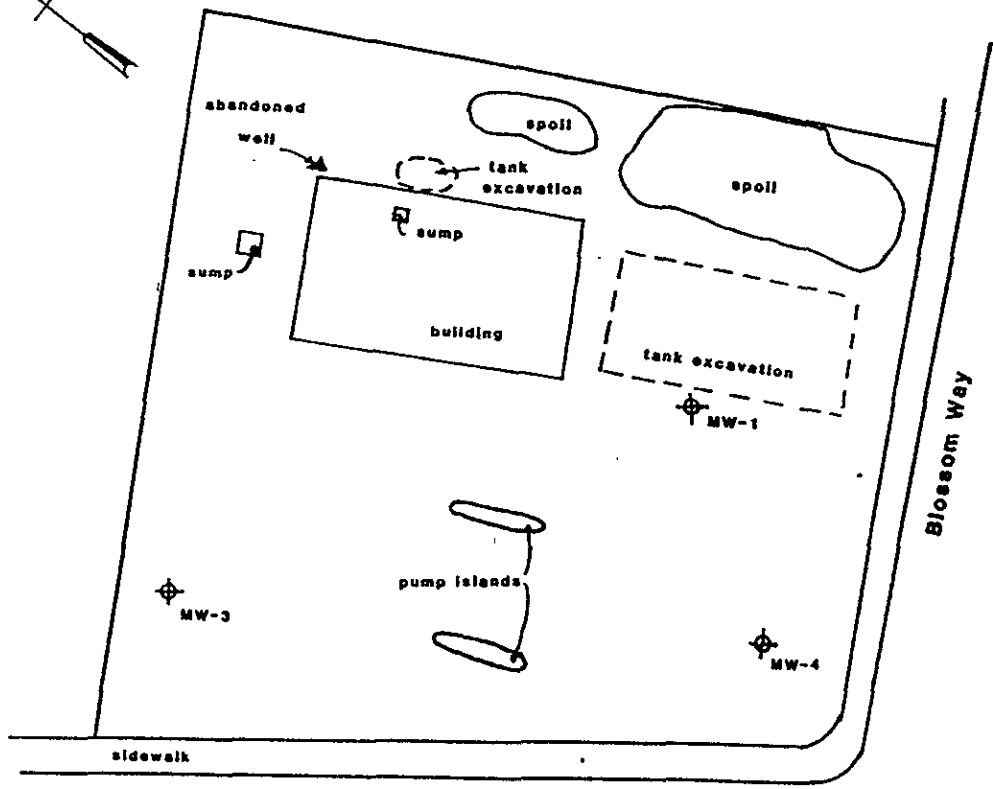 abandoned
well
spoil
tank
excavation
spoil
sump
sump
building
tank excavation
MW-1
Blossom Way
pump islands
MW-3
MW-4
sidewalk